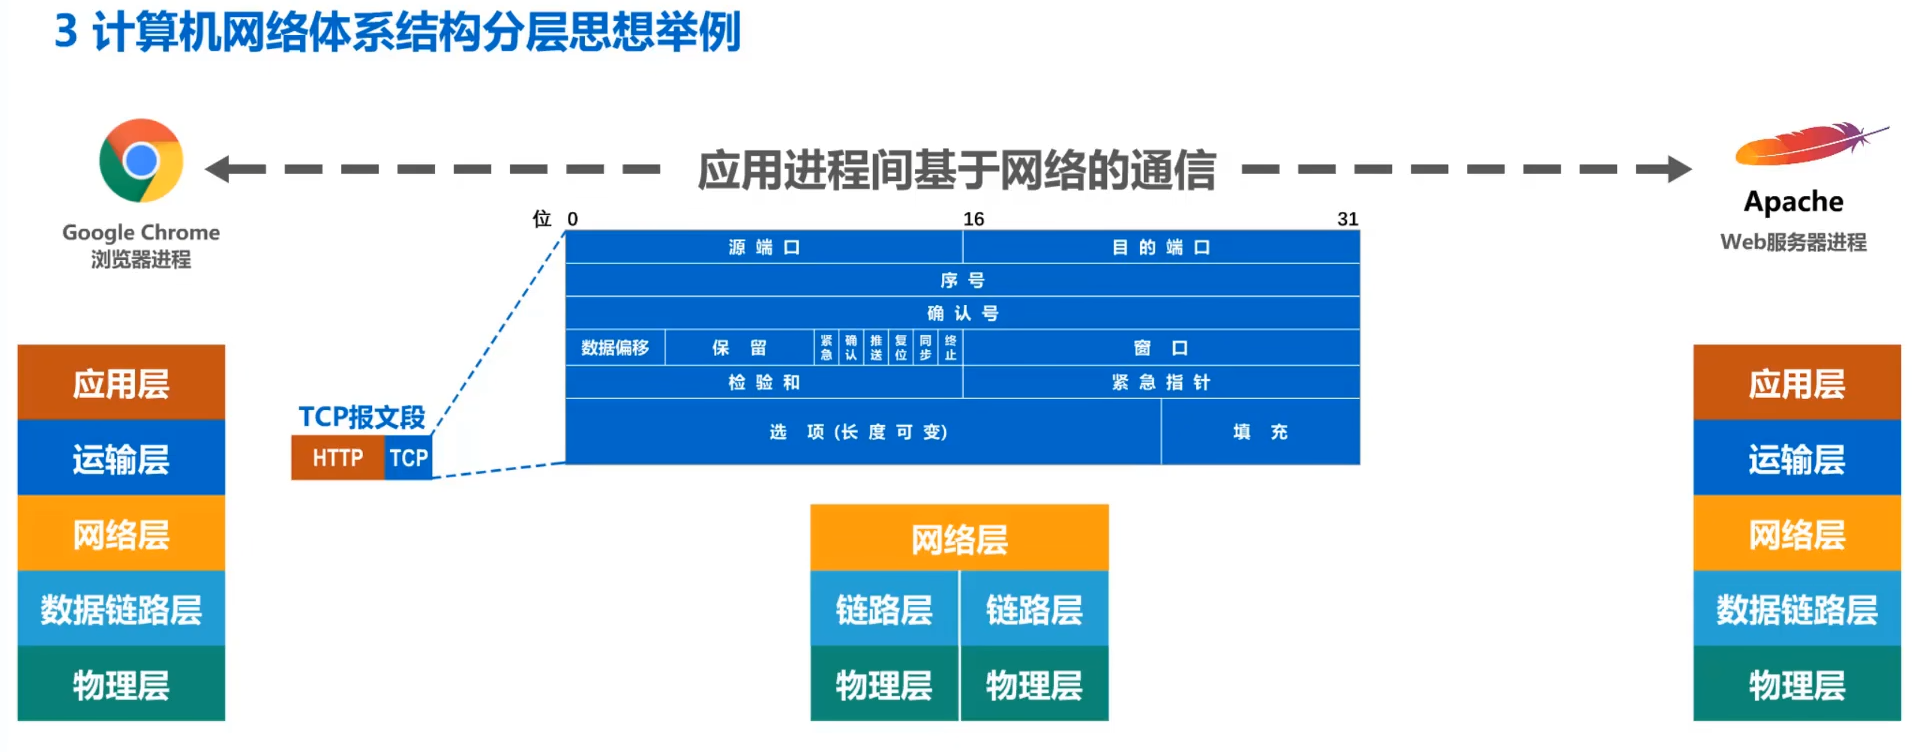 3 计算机网络体系结构分层思想举例
应用进程间基于网络的通信
Google Chrome
浏览器进程
Apache
Web服务器进程
位 0 16 31
源端口 目的端口
序号
确认号
数据偏移 保留 紧急 确认 推送 复位 同步 终止 窗口
检验和 紧急指针
选项(长度可变) 填充
TCP报文段
HTTP TCP
应用层
运输层
网络层
数据链路层
物理层
网络层
链路层 链路层
物理层 物理层
应用层
运输层
网络层
数据链路层
物理层